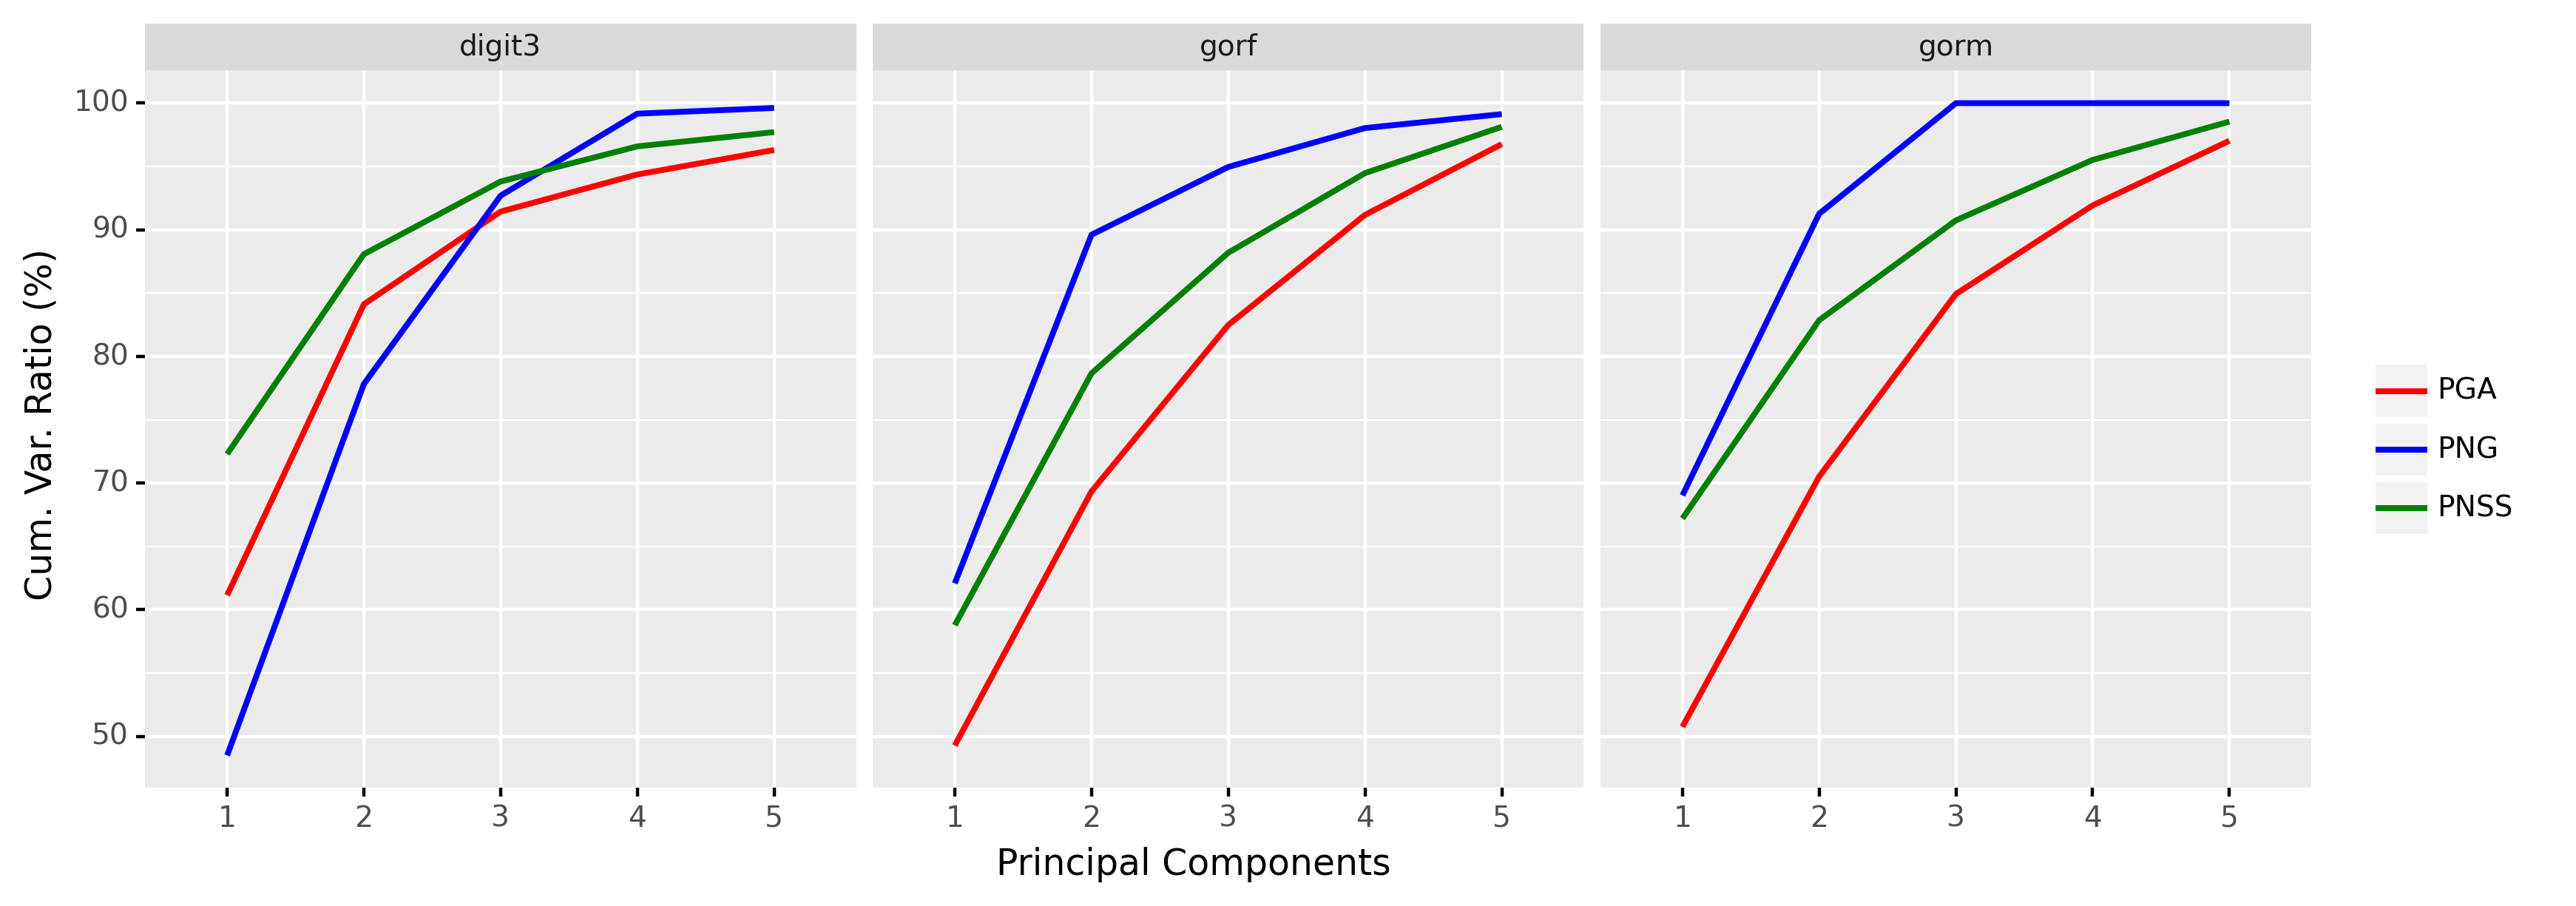 digit3 gorf gorm
Cum. Var. Ratio (%)
100
90
80
70
60
50
1 2 3 4 5 1 2 3 4 5 1 2 3 4 5
Principal Components
PGA
PNG
PNSS